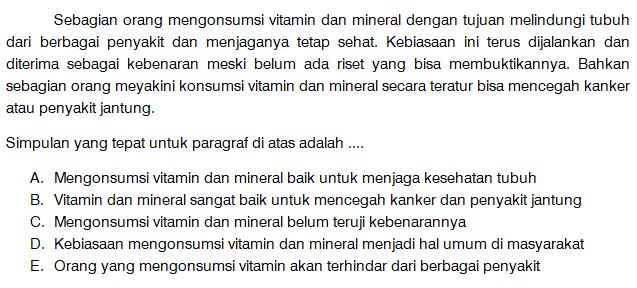 Sebagian orang mengonsumsi vitamin dan mineral dengan tujuan melindungi tubuh
dari berbagai penyakit dan menjaganya tetap sehat. Kebiasaan ini terus dijalankan dan
diterima sebagai kebenaran meski belum ada riset yang bisa membuktikannya. Bahkan
sebagian orang meyakini konsumsi vitamin dan mineral secara teratur bisa mencegah kanker
atau penyakit jantung.
Simpulan yang tepat untuk paragraf di atas adalah ....
A. Mengonsumsi vitamin dan mineral baik untuk menjaga kesehatan tubuh
B. Vitamin dan mineral sangat baik untuk mencegah kanker dan penyakit jantung
C. Mengonsumsi vitamin dan mineral belum teruji kebenarannya
D. Kebiasaan mengonsumsi vitamin dan mineral menjadi hal umum di masyarakat
E. Orang yang mengonsumsi vitamin akan terhindar dari berbagai penyakit